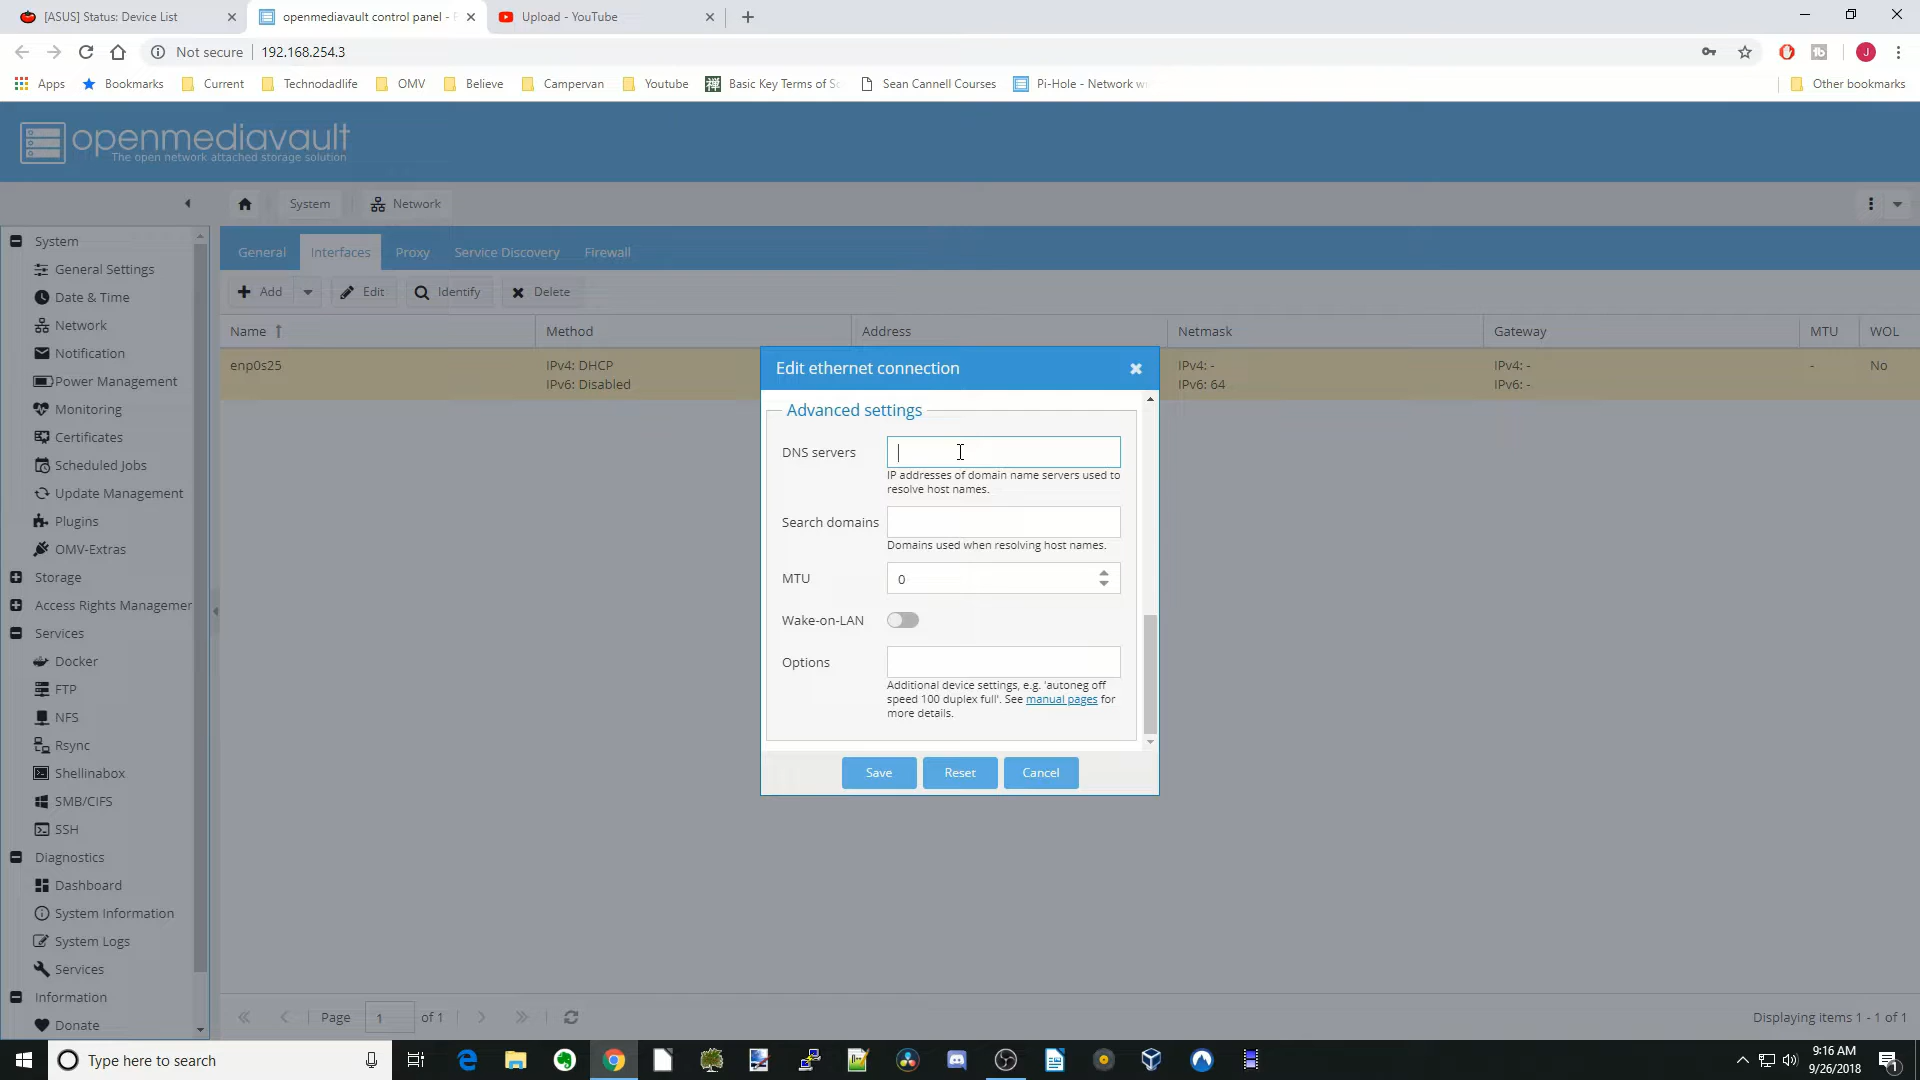 [ASUS] Status: Device List
openmediavault control panel -
Upload - YouTube
Not secure
192.168.254.3
J
Apps
Bookmarks
Current
Technodadlife
OMV
Believe
Campervan
Youtube
Basic Key Terms of Sc
Sean Cannell Courses
Pi-Hole - Network w
Other bookmarks
openmediavault
The open network attached storage solution
System
Network
System
General Settings
Date & Time
Network
Notification
Power Management
Monitoring
Certificates
Scheduled Jobs
Update Management
Plugins
OMV-Extras
Storage
Access Rights Managemer
Services
Docker
FTP
NFS
Rsync
Shellinabox
SMB/CIFS
SSH
Diagnostics
Dashboard
System Information
System Logs
Services
Information
Donate
General
Interfaces
Proxy
Service Discovery
Firewall
Add
Edit
Identify
Delete
Name
Method
Address
Netmask
Gateway
MTU
WOL
enp0s25
IPv4: DHCP
IPv6: Disabled
IPv4: -
IPv6: 64
IPv4: -
IPv6: -
-
No
Edit ethernet connection
Advanced settings
DNS servers
IP addresses of domain name servers used to
resolve host names.
Search domains
Domains used when resolving host names.
MTU
0
Wake-on-LAN
Options
Additional device settings, e.g. 'autoneg off
speed 100 duplex full'. See manual pages for
more details.
Save
Reset
Cancel
Page
1
of 1
Displaying items 1 - 1 of 1
Type here to search
9:16 AM
9/26/2018
1